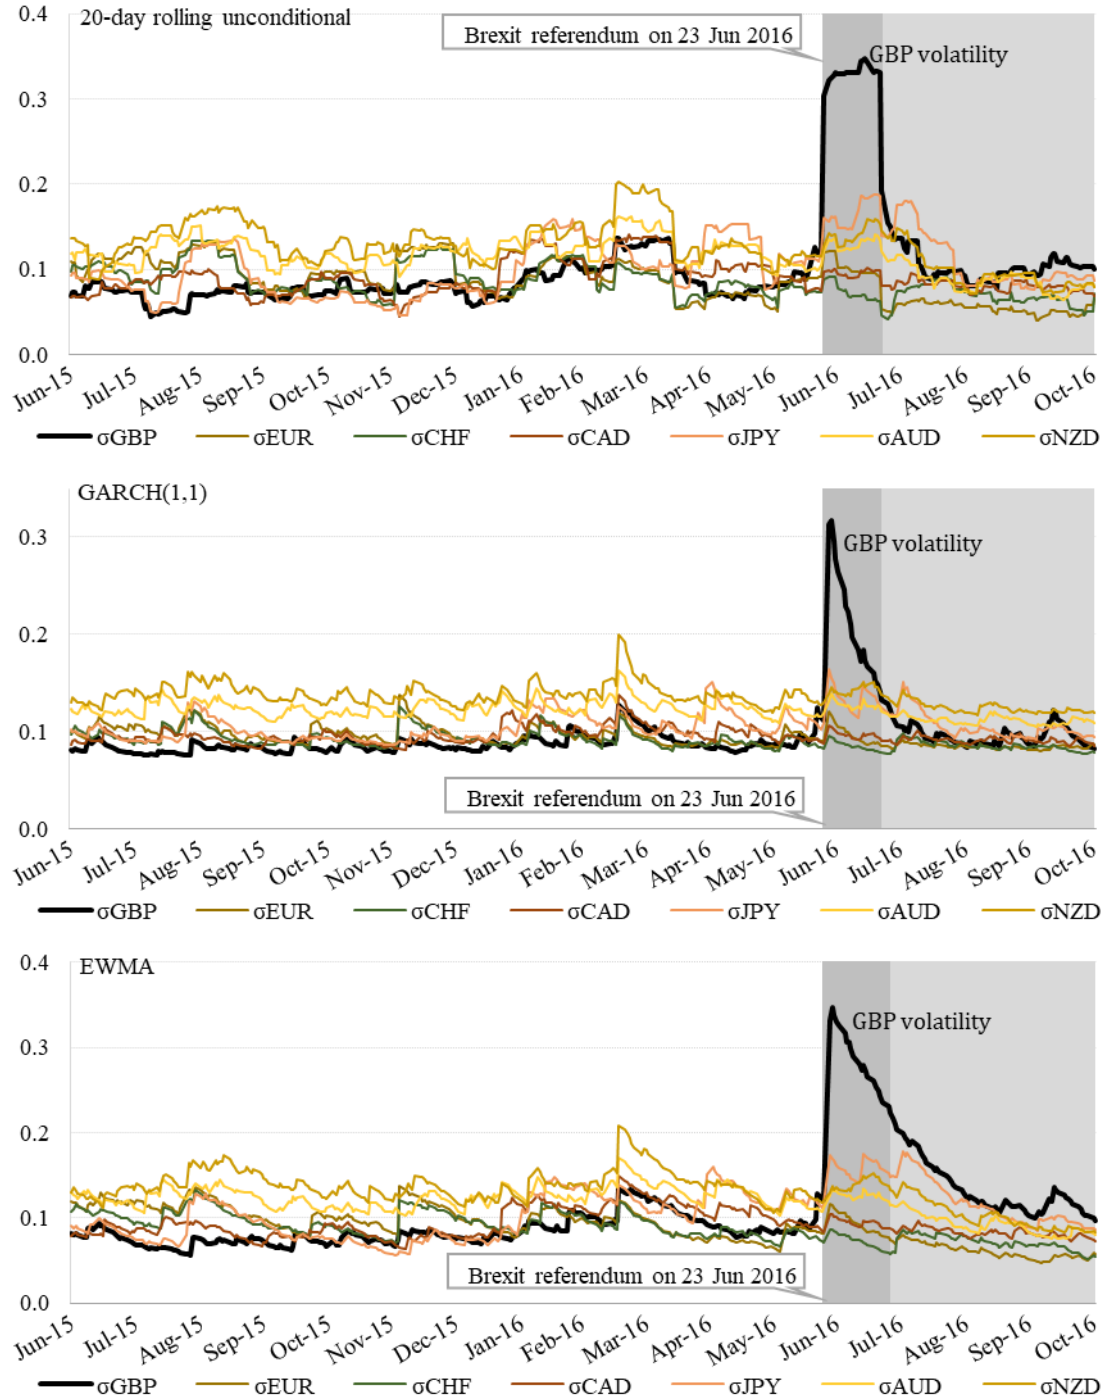 0.4
20-day rolling unconditional
Brexit referendum on 23 Jun 2016
GBP volatility
0.3
0.2
0.1
0.0
Jun-15 Jul-15 Aug-15 Sep-15 Oct-15 Nov-15 Dec-15 Jan-16 Feb-16 Mar-16 Apr-16 May-16 Jun-16 Jul-16 Aug-16 Sep-16 Oct-16
σGBP σEUR σCHF σCAD σJPY σAUD σNZD
GARCH(1,1)
0.3
GBP volatility
0.2
0.1
Brexit referendum on 23 Jun 2016
0.0
Jun-15 Jul-15 Aug-15 Sep-15 Oct-15 Nov-15 Dec-15 Jan-16 Feb-16 Mar-16 Apr-16 May-16 Jun-16 Jul-16 Aug-16 Sep-16 Oct-16
σGBP σEUR σCHF σCAD σJPY σAUD σNZD
0.4
EWMA
GBP volatility
0.3
0.2
0.1
Brexit referendum on 23 Jun 2016
0.0
Jun-15 Jul-15 Aug-15 Sep-15 Oct-15 Nov-15 Dec-15 Jan-16 Feb-16 Mar-16 Apr-16 May-16 Jun-16 Jul-16 Aug-16 Sep-16 Oct-16
σGBP σEUR σCHF σCAD σJPY σAUD σNZD